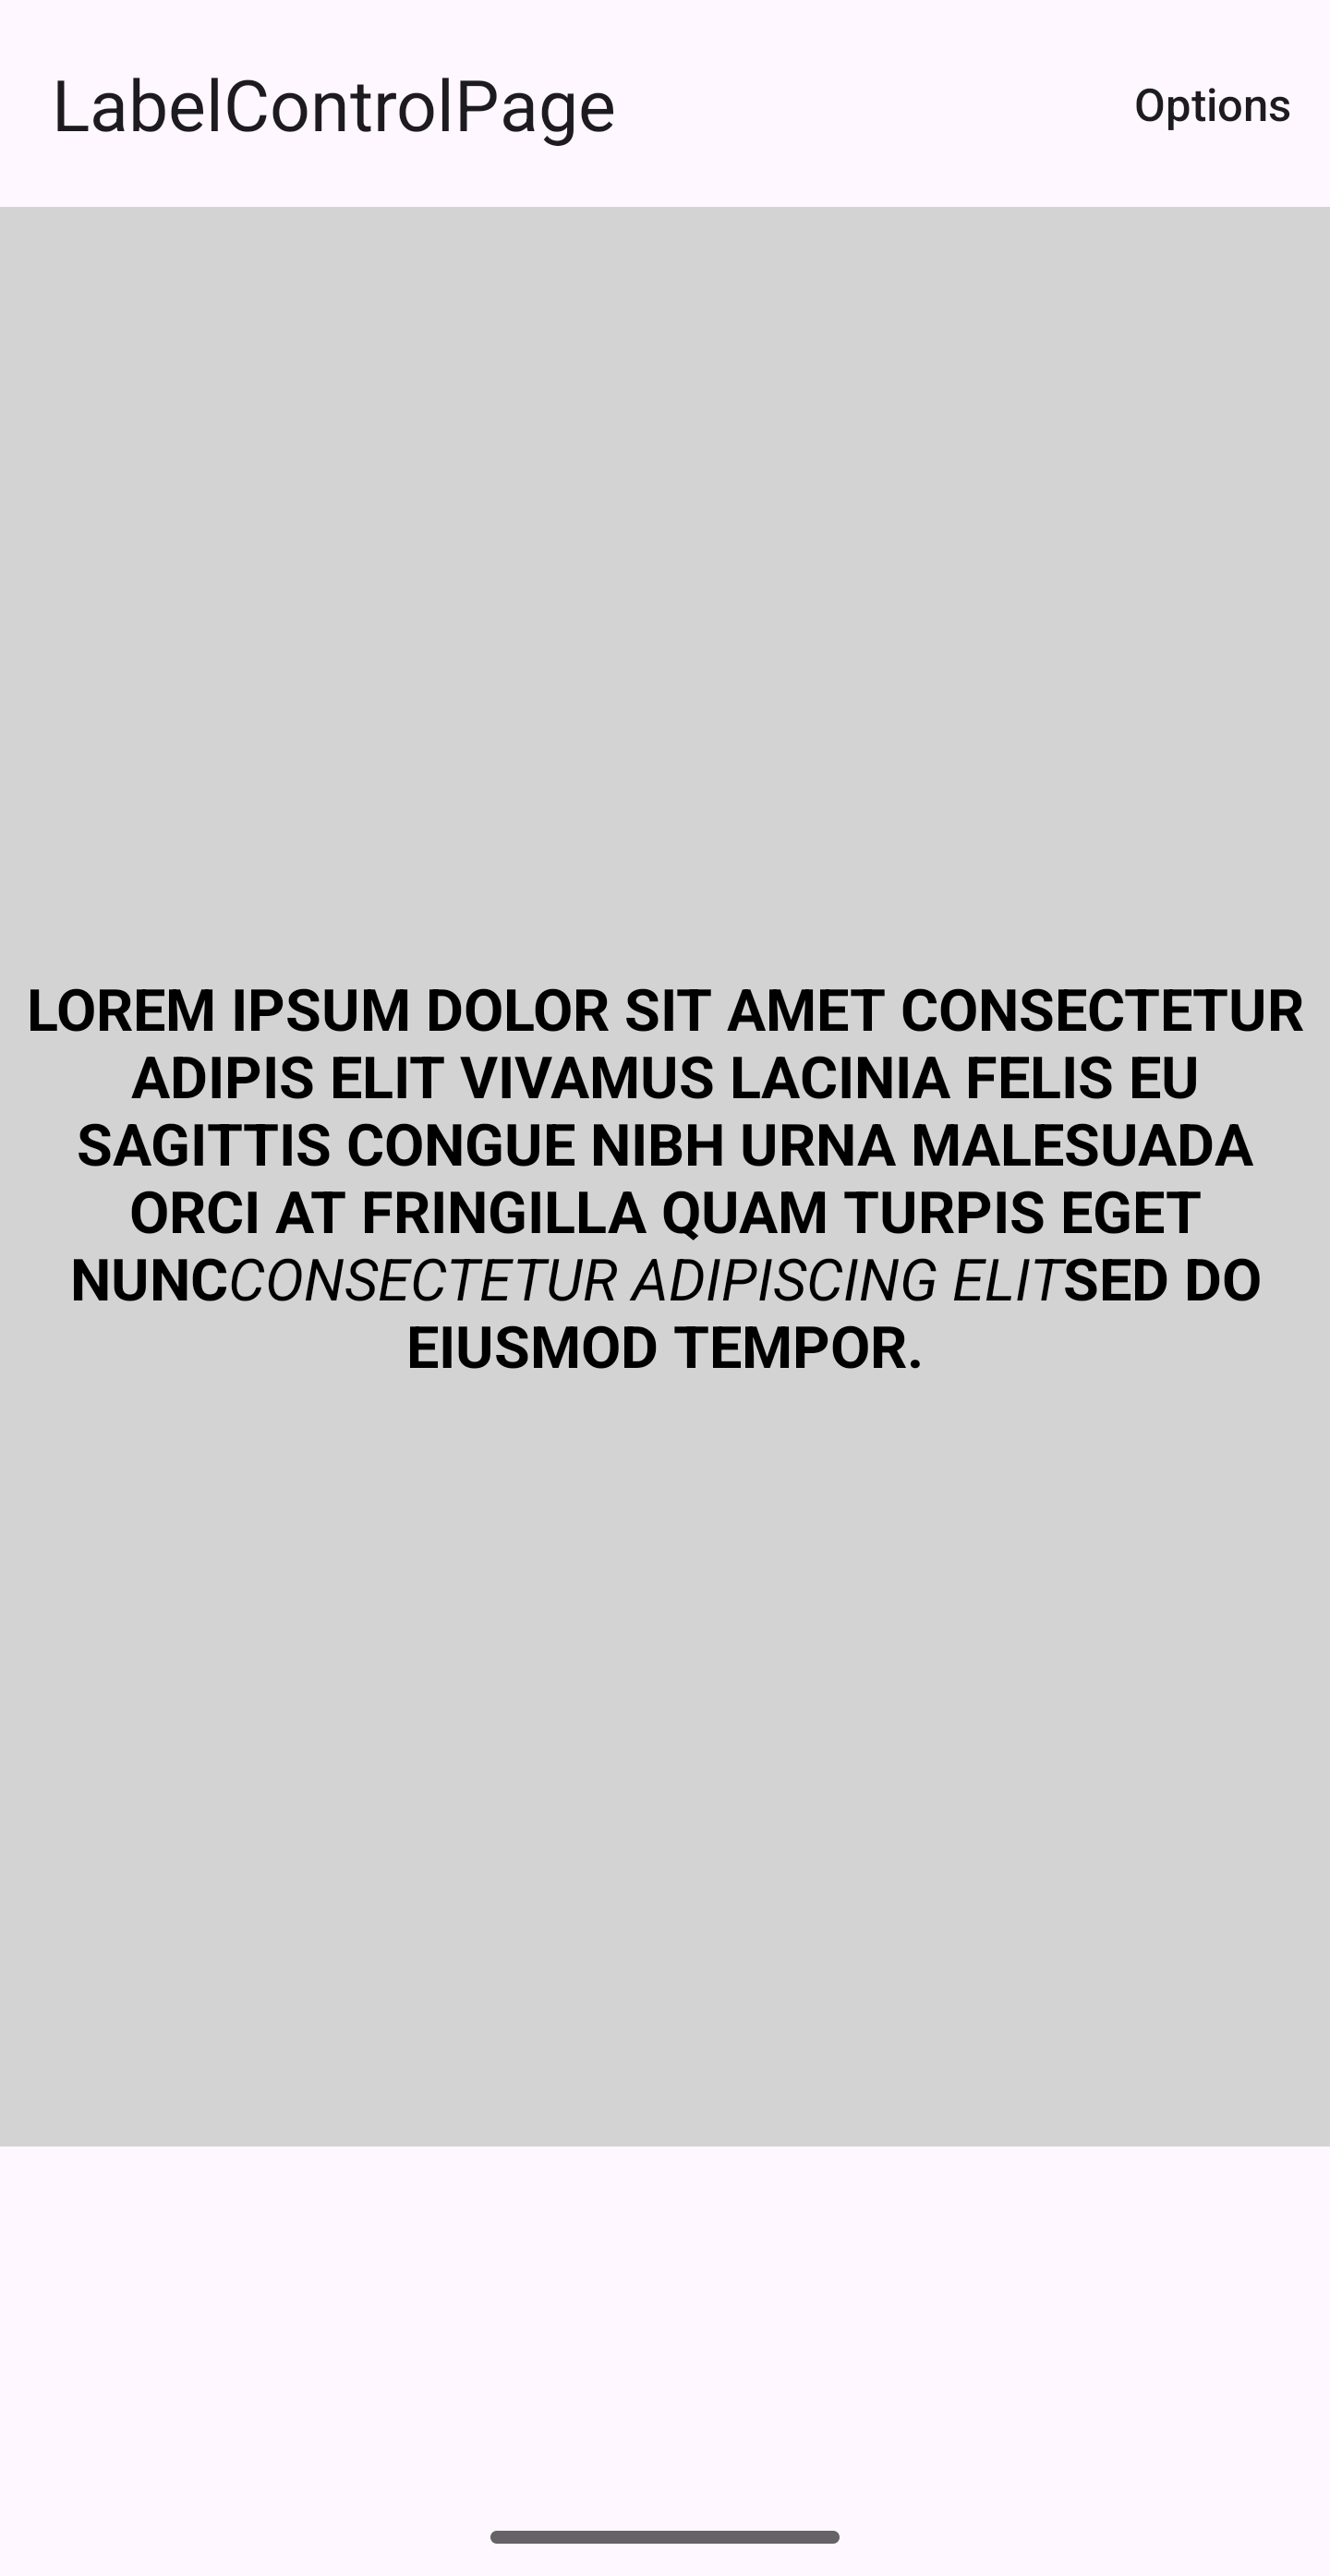 LabelControlPage
Options
LOREM IPSUM DOLOR SIT AMET CONSECTETUR
ADIPIS ELIT VIVAMUS LACINIA FELIS EU
SAGITTIS CONGUE NIBH URNA MALESUADA
ORCI AT FRINGILLA QUAM TURPIS EGET
NUNCCONSECTETUR ADIPISCING ELITSED DO
EIUSMOD TEMPOR.